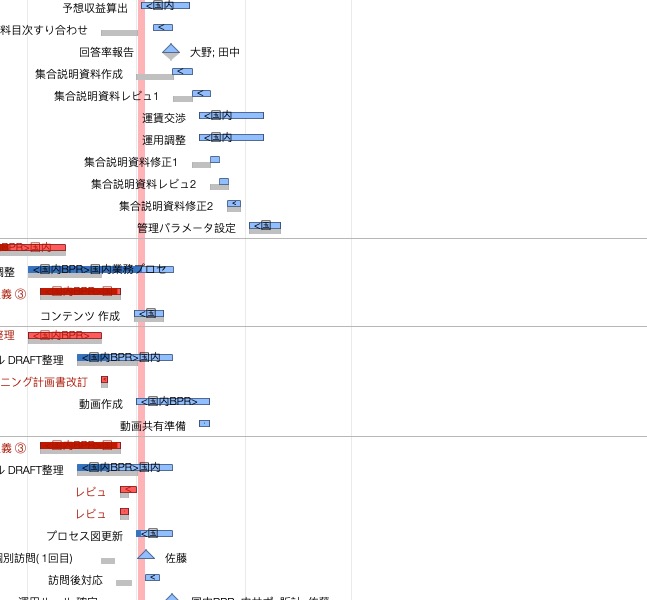 予想収益算出 <国内
料目次すり合わせ <
回答率報告 大野; 田中
集合説明資料作成 <
集合説明資料レビュ1 <
運賃交渉 <国内
運用調整 <国内
集合説明資料修正1
集合説明資料レビュ2
集合説明資料修正2 <
管理パラメータ設定 <国
BPR>国内
調整 <国内BPR>国内業務プロセ
義 ③
コンテンツ 作成 <国
整理 <国内BPR>
ル DRAFT整理 <国内BPR>国内
ニング計画書改訂
動画作成 <国内BPR>
動画共有準備
義 ③
ル DRAFT整理 <国内BPR>国内
レビュ <
レビュ
プロセス図更新 <国
個別訪問( 1回目) 佐藤
訪問後対応 <